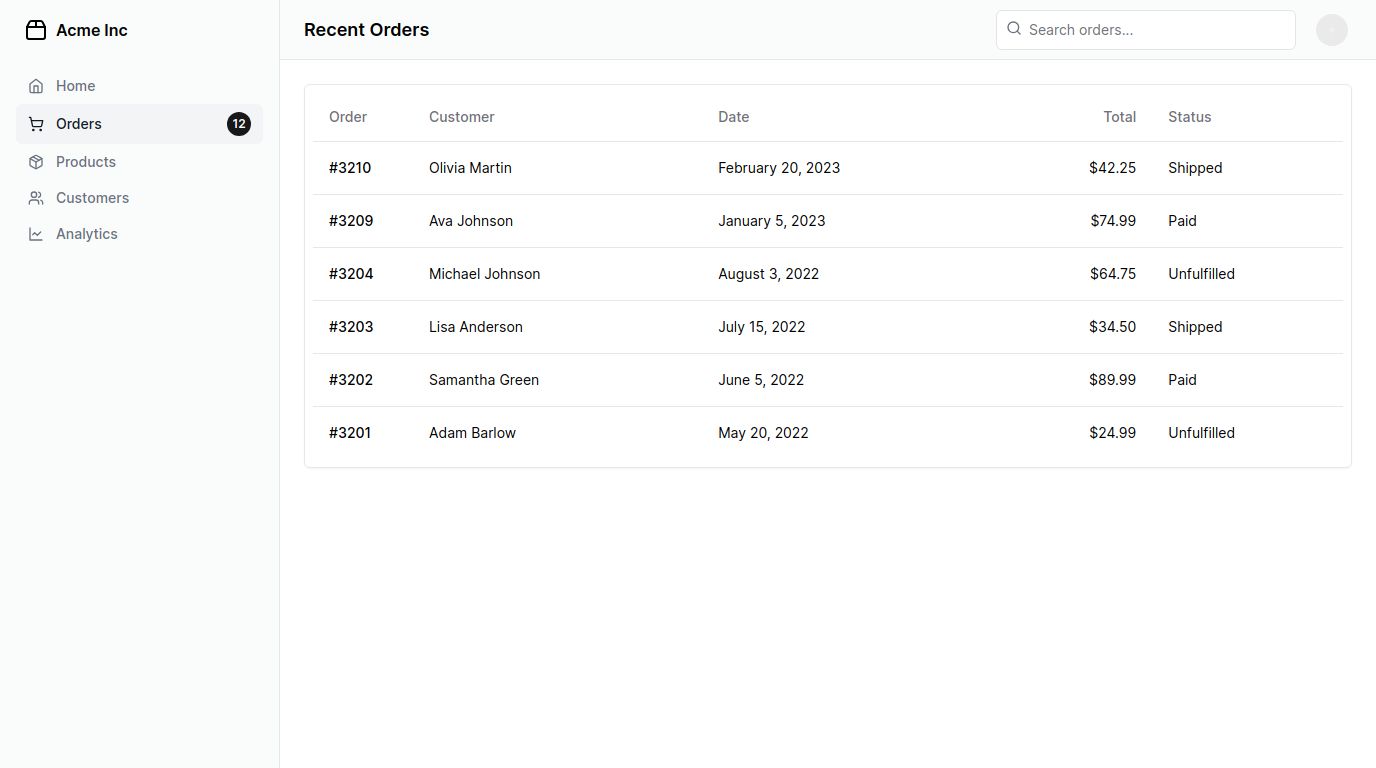 Acme Inc
Home
Orders 12
Products
Customers
Analytics
Recent Orders
Search orders...
Order Customer Date Total Status
#3210 Olivia Martin February 20, 2023 $42.25 Shipped
#3209 Ava Johnson January 5, 2023 $74.99 Paid
#3204 Michael Johnson August 3, 2022 $64.75 Unfulfilled
#3203 Lisa Anderson July 15, 2022 $34.50 Shipped
#3202 Samantha Green June 5, 2022 $89.99 Paid
#3201 Adam Barlow May 20, 2022 $24.99 Unfulfilled